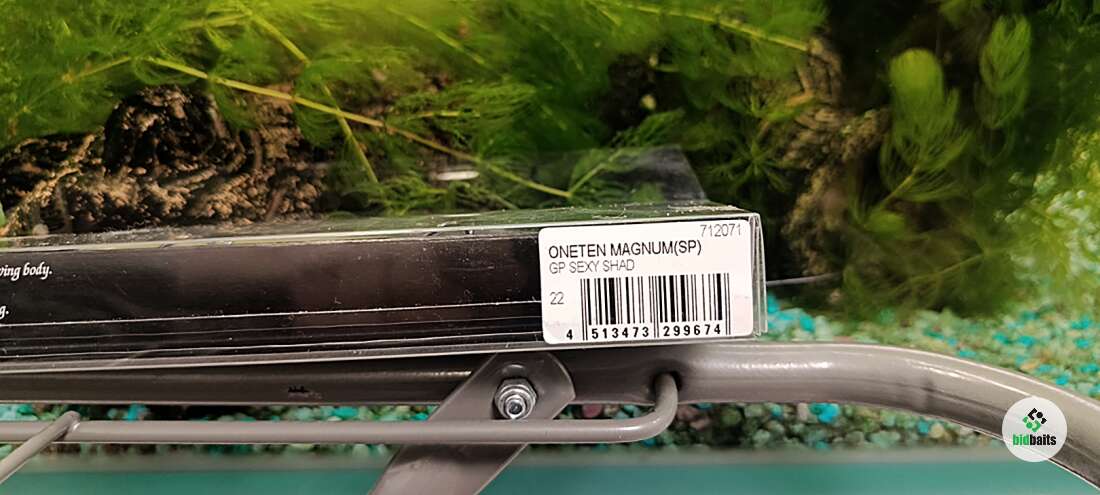 ving body.
g.
712071
ONETEN MAGNUM(SP)
GP SEXY SHAD
22
4 513473 299674
bidbaits